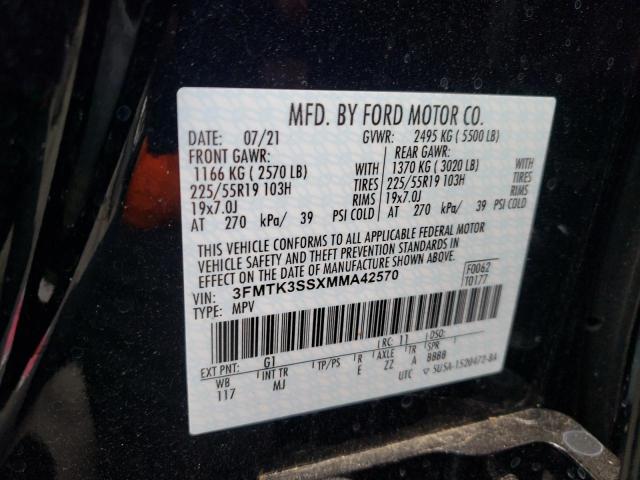 MFD. BY FORD MOTOR CO.
DATE: 07/21 GVWR: 2495 KG (5500 LB)
FRONT GAWR: REAR GAWR:
1166 KG (2570 LB) WITH 1370 KG (3020 LB) WITH
225/55R19 103H TIRES 225/55R19 103H TIRES
19x7.0J RIMS 19x7.0J RIMS
AT 270 kPa/ 39 PSI COLD AT 270 kPa/ 39 PSI COLD
THIS VEHICLE CONFORMS TO ALL APPLICABLE FEDERAL MOTOR
VEHICLE SAFETY AND THEFT PREVENTION STANDARDS IN
EFFECT ON THE DATE OF MANUFACTURE SHOWN ABOVE.
VIN: 3FMTK3SSXMMA42570 F0062
TYPE: MPV T0177
EXT PNT: G1 RC: 11 DSO:
WB INT TR TP/PS R AXLE TR SPR
117 MJ E ZZ A BBBB
UTC